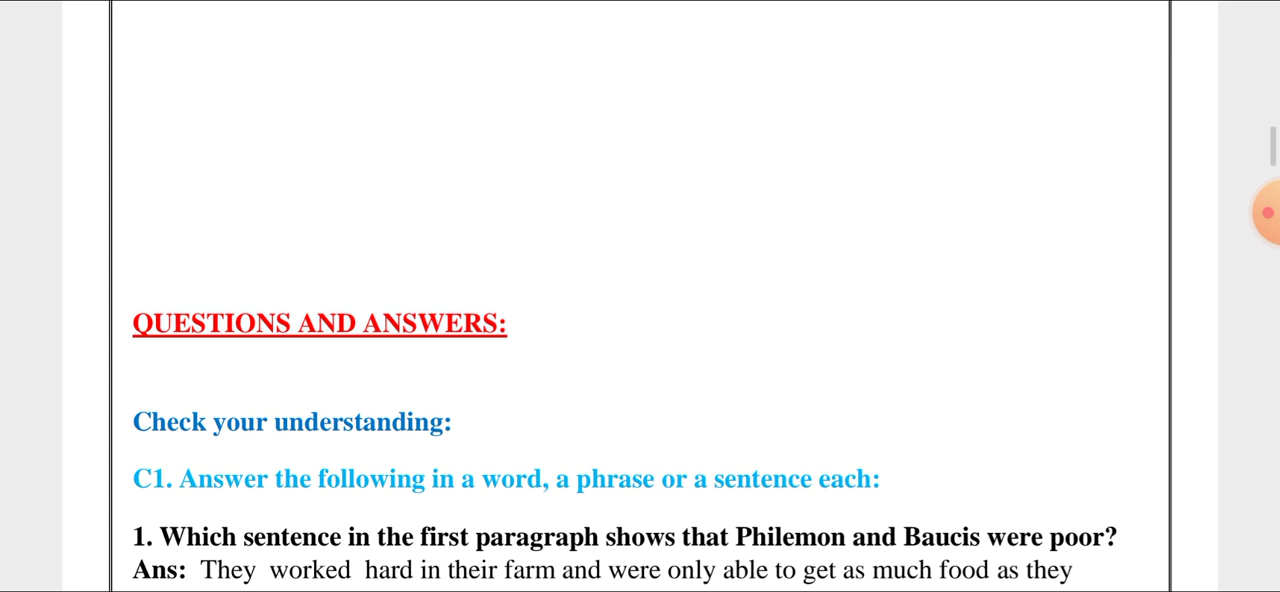 QUESTIONS AND ANSWERS:
Check your understanding:
C1. Answer the following in a word, a phrase or a sentence each:
1. Which sentence in the first paragraph shows that Philemon and Baucis were poor?
Ans: They worked hard in their farm and were only able to get as much food as they